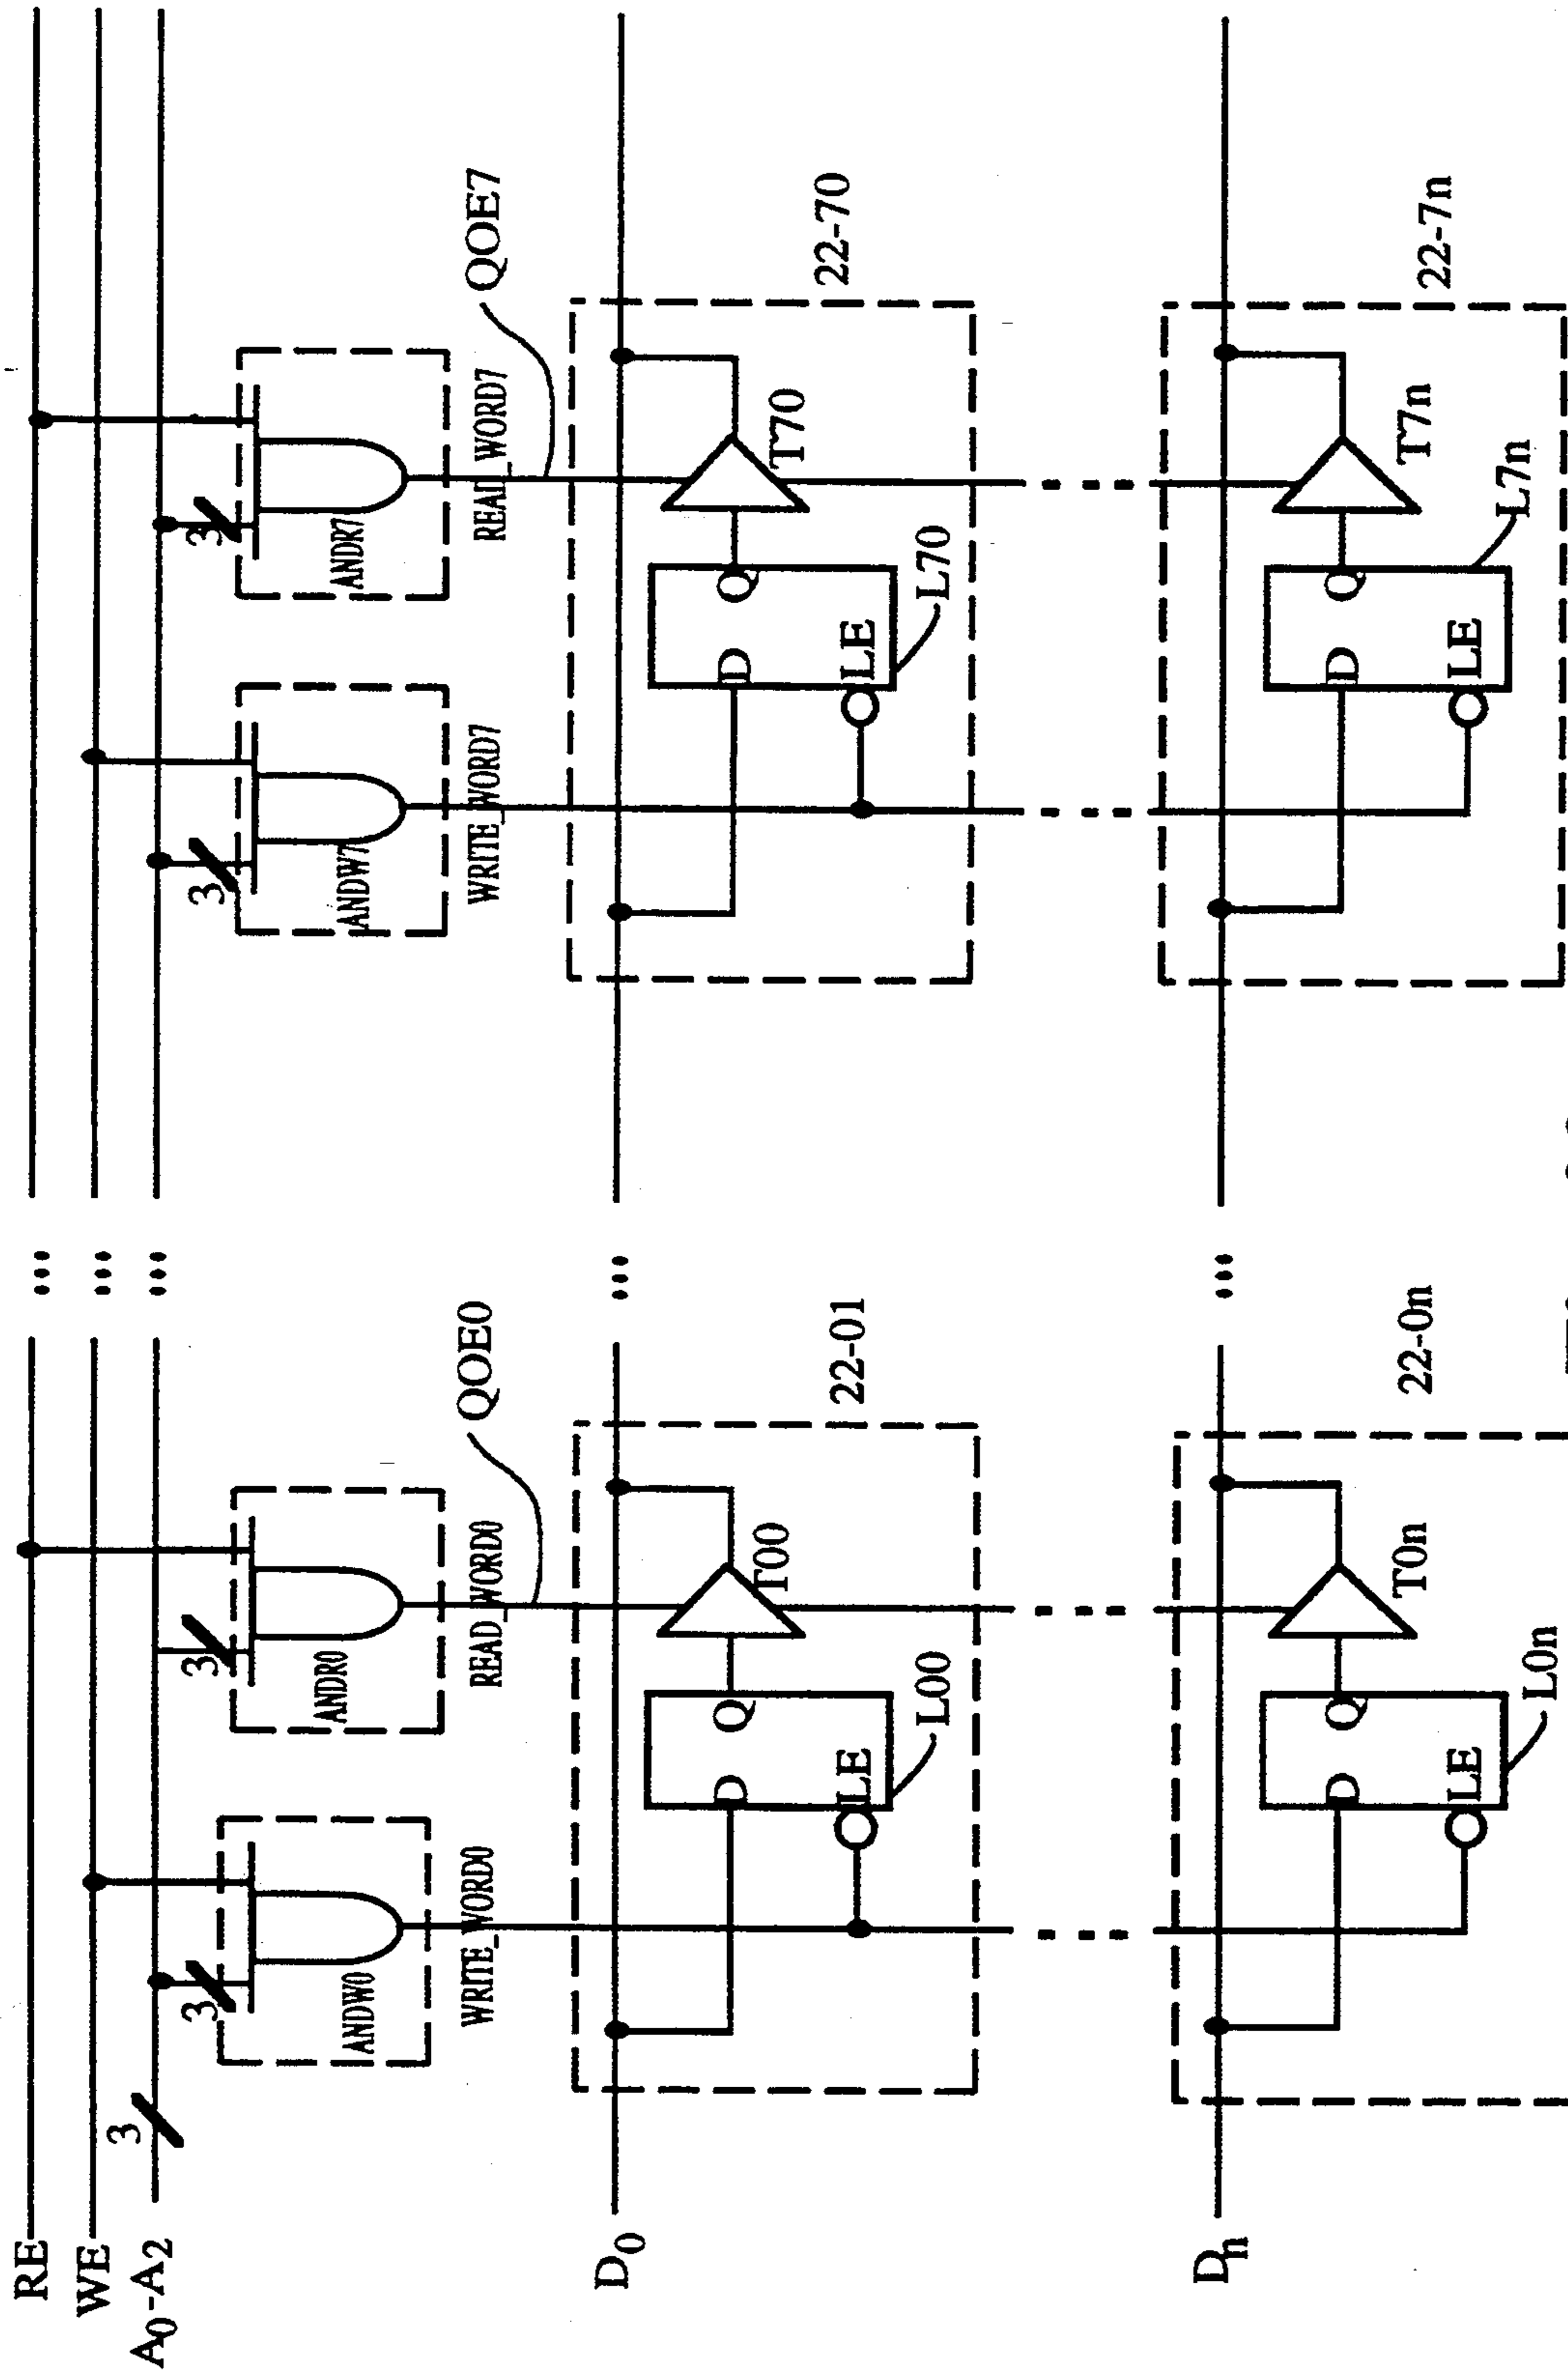 RE
WE
A0-A2
3
3
3
3
3
ANDW0
ANDR0
ANDW7
ANDR7
WRITE_WORD0
READ_WORD0
QOE0
WRITE_WORD7
READ_WORD7
QOE7
D0
D
Q
LE
L00
T00
22-01
D
Q
LE
L70
T70
22-70
Dn
D
Q
LE
L0n
T0n
22-0n
D
Q
LE
L7n
T7n
22-7n